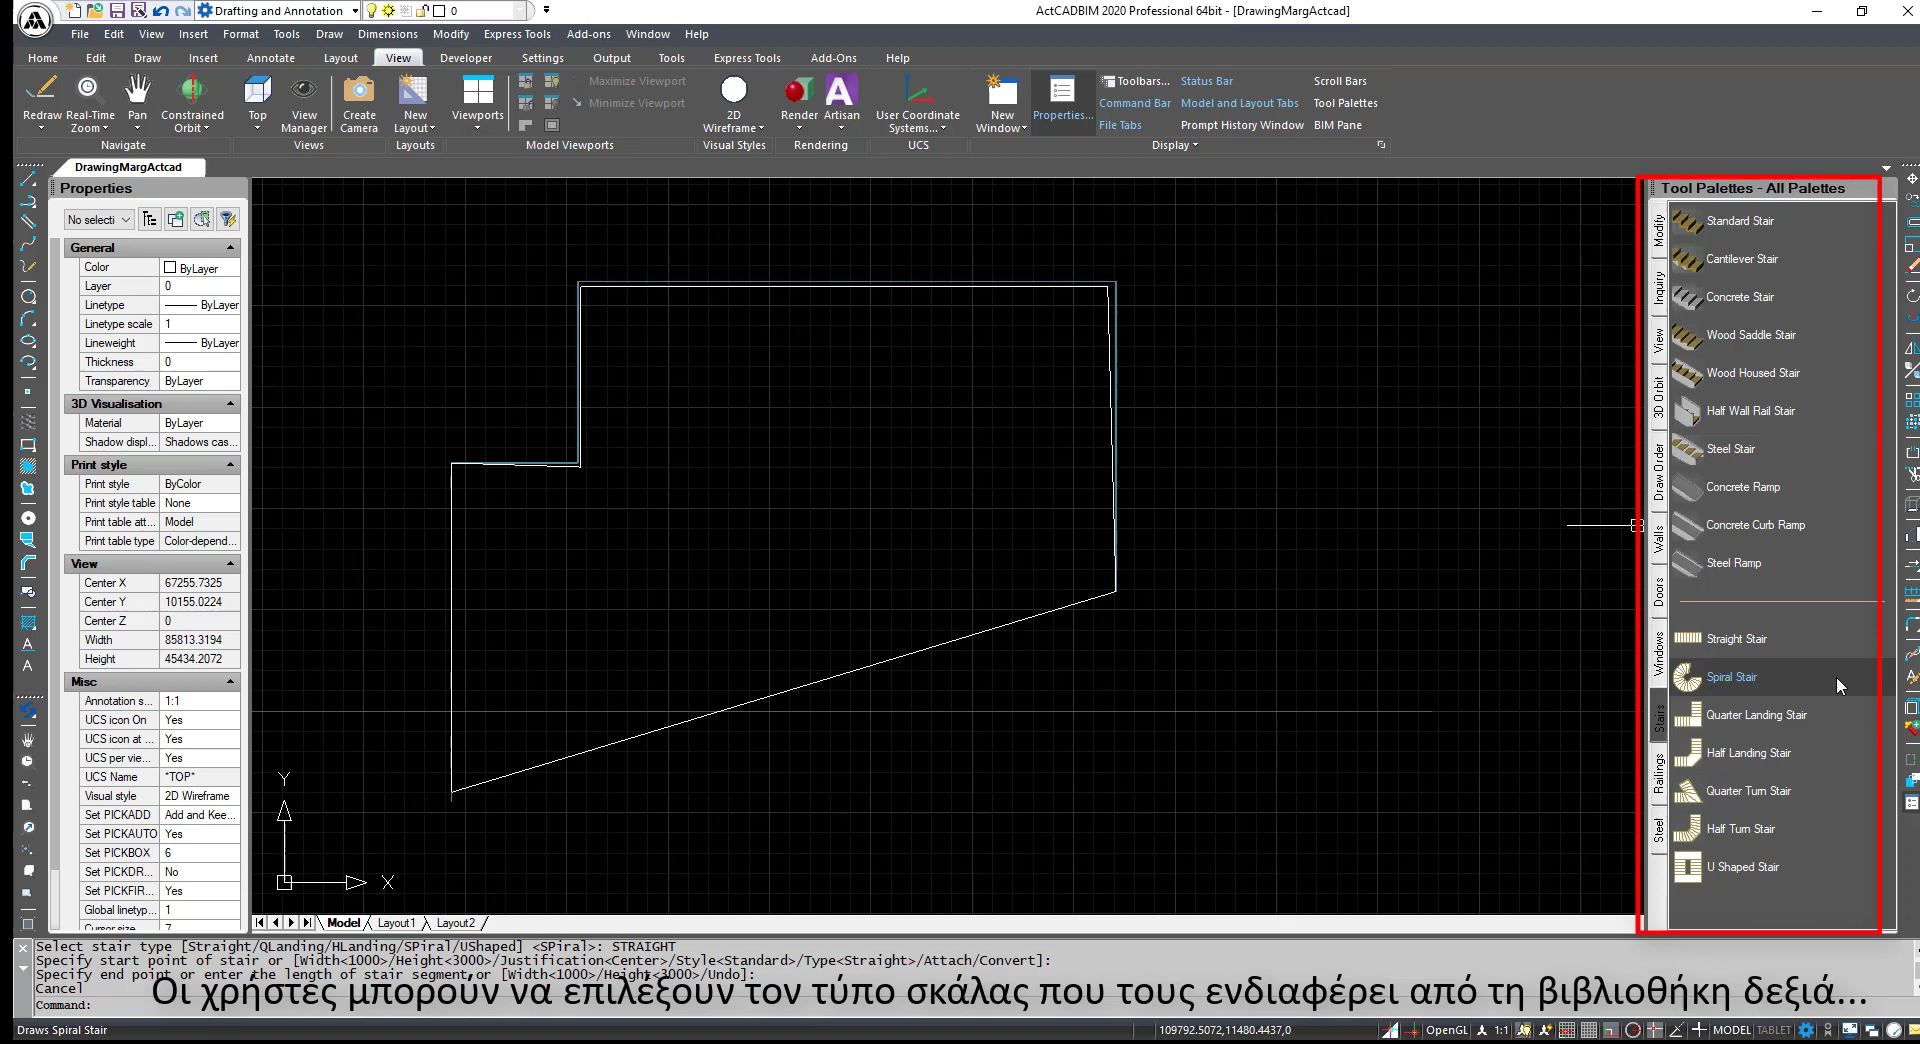 Drafting and Annotation
0
ActCADBIM 2020 Professional 64bit - [DrawingMargActcad]
File Edit View Insert Format Tools Draw Dimensions Modify Express Tools Add-ons Window Help
Home Edit Draw Insert Annotate Layout View Developer Settings Output Tools Express Tools Add-Ons Help
Maximize Viewport
Minimize Viewport
Redraw Real-Time Zoom
Pan
Constrained Orbit
Top
View Manager
Create Camera
New Layout
Viewports
2D Wireframe
Render
Artisan
User Coordinate Systems...
New Window
Properties...
Toolbars... Status Bar Scroll Bars
Command Bar Model and Layout Tabs Tool Palettes
File Tabs Prompt History Window BIM Pane
Navigate Views Layouts Model Viewports Visual Styles Rendering UCS Display
DrawingMargActcad
Properties
No selecti
General
Color ByLayer
Layer 0
Linetype ByLayer
Linetype scale 1
Lineweight ByLayer
Thickness 0
Transparency ByLayer
3D Visualisation
Material ByLayer
Shadow displ... Shadows cas...
Print style
Print style ByColor
Print style table None
Print table att... Model
Print table type Color-depend...
View
Center X 67255.7325
Center Y 10155.0224
Center Z 0
Width 85813.3194
Height 45434.2072
Misc
Annotation s... 1:1
UCS icon On Yes
UCS icon at ... Yes
UCS per vie... Yes
UCS Name *TOP*
Visual style 2D Wireframe
Set PICKADD Add and Kee...
Set PICKAUTO Yes
Set PICKBOX 6
Set PICKDR... No
Set PICKFIR... Yes
Global linetyp... 1
Cursor size 7
Y
X
Model Layout1 Layout2
Tool Palettes - All Palettes
Modify
Inquiry
View
3D Orbit
Draw Order
Walls
Doors
Windows
Stairs
Railings
Steel
Standard Stair
Cantilever Stair
Concrete Stair
Wood Saddle Stair
Wood Housed Stair
Half Wall Rail Stair
Steel Stair
Concrete Ramp
Concrete Curb Ramp
Steel Ramp
Straight Stair
Spiral Stair
Quarter Landing Stair
Half Landing Stair
Quarter Turn Stair
Half Turn Stair
U Shaped Stair
Select stair type [Straight/QLanding/HLanding/SPiral/UShaped] <SPiral>: STRAIGHT
Specify start point of stair or [Width<1000>/Height<3000>/Justification<Center>/Style<Standard>/Type<Straight>/Attach/Convert]:
Specify end point or enter the length of stair segment or [Width<1000>/Height<3000>/Undo]:
Cancel
Command:
Οι χρήστες μπορούν να επιλέξουν τον τύπο σκάλας που τους ενδιαφέρει από τη βιβλιοθήκη δεξιά...
Draws Spiral Stair
109792.5072,11480.4437,0
OpenGL
1:1
MODEL TABLET